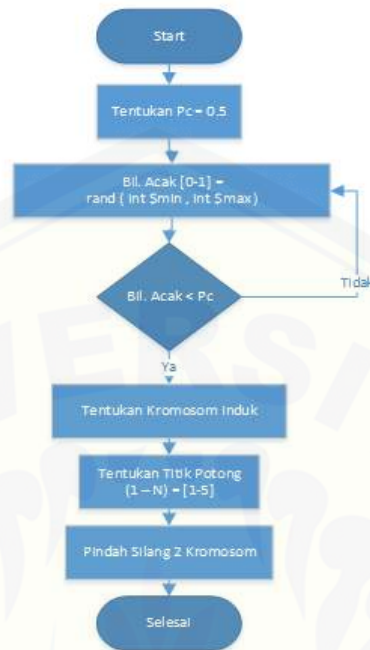 Start
Tentukan Pc = 0.5
Bil. Acak [0-1] =
rand ( int $min , int $max )
Bil. Acak < Pc
Tidak
Ya
Tentukan Kromosom Induk
Tentukan Titik Potong
(1 – N) = [1-5]
Pindah Silang 2 Kromosom
Selesai